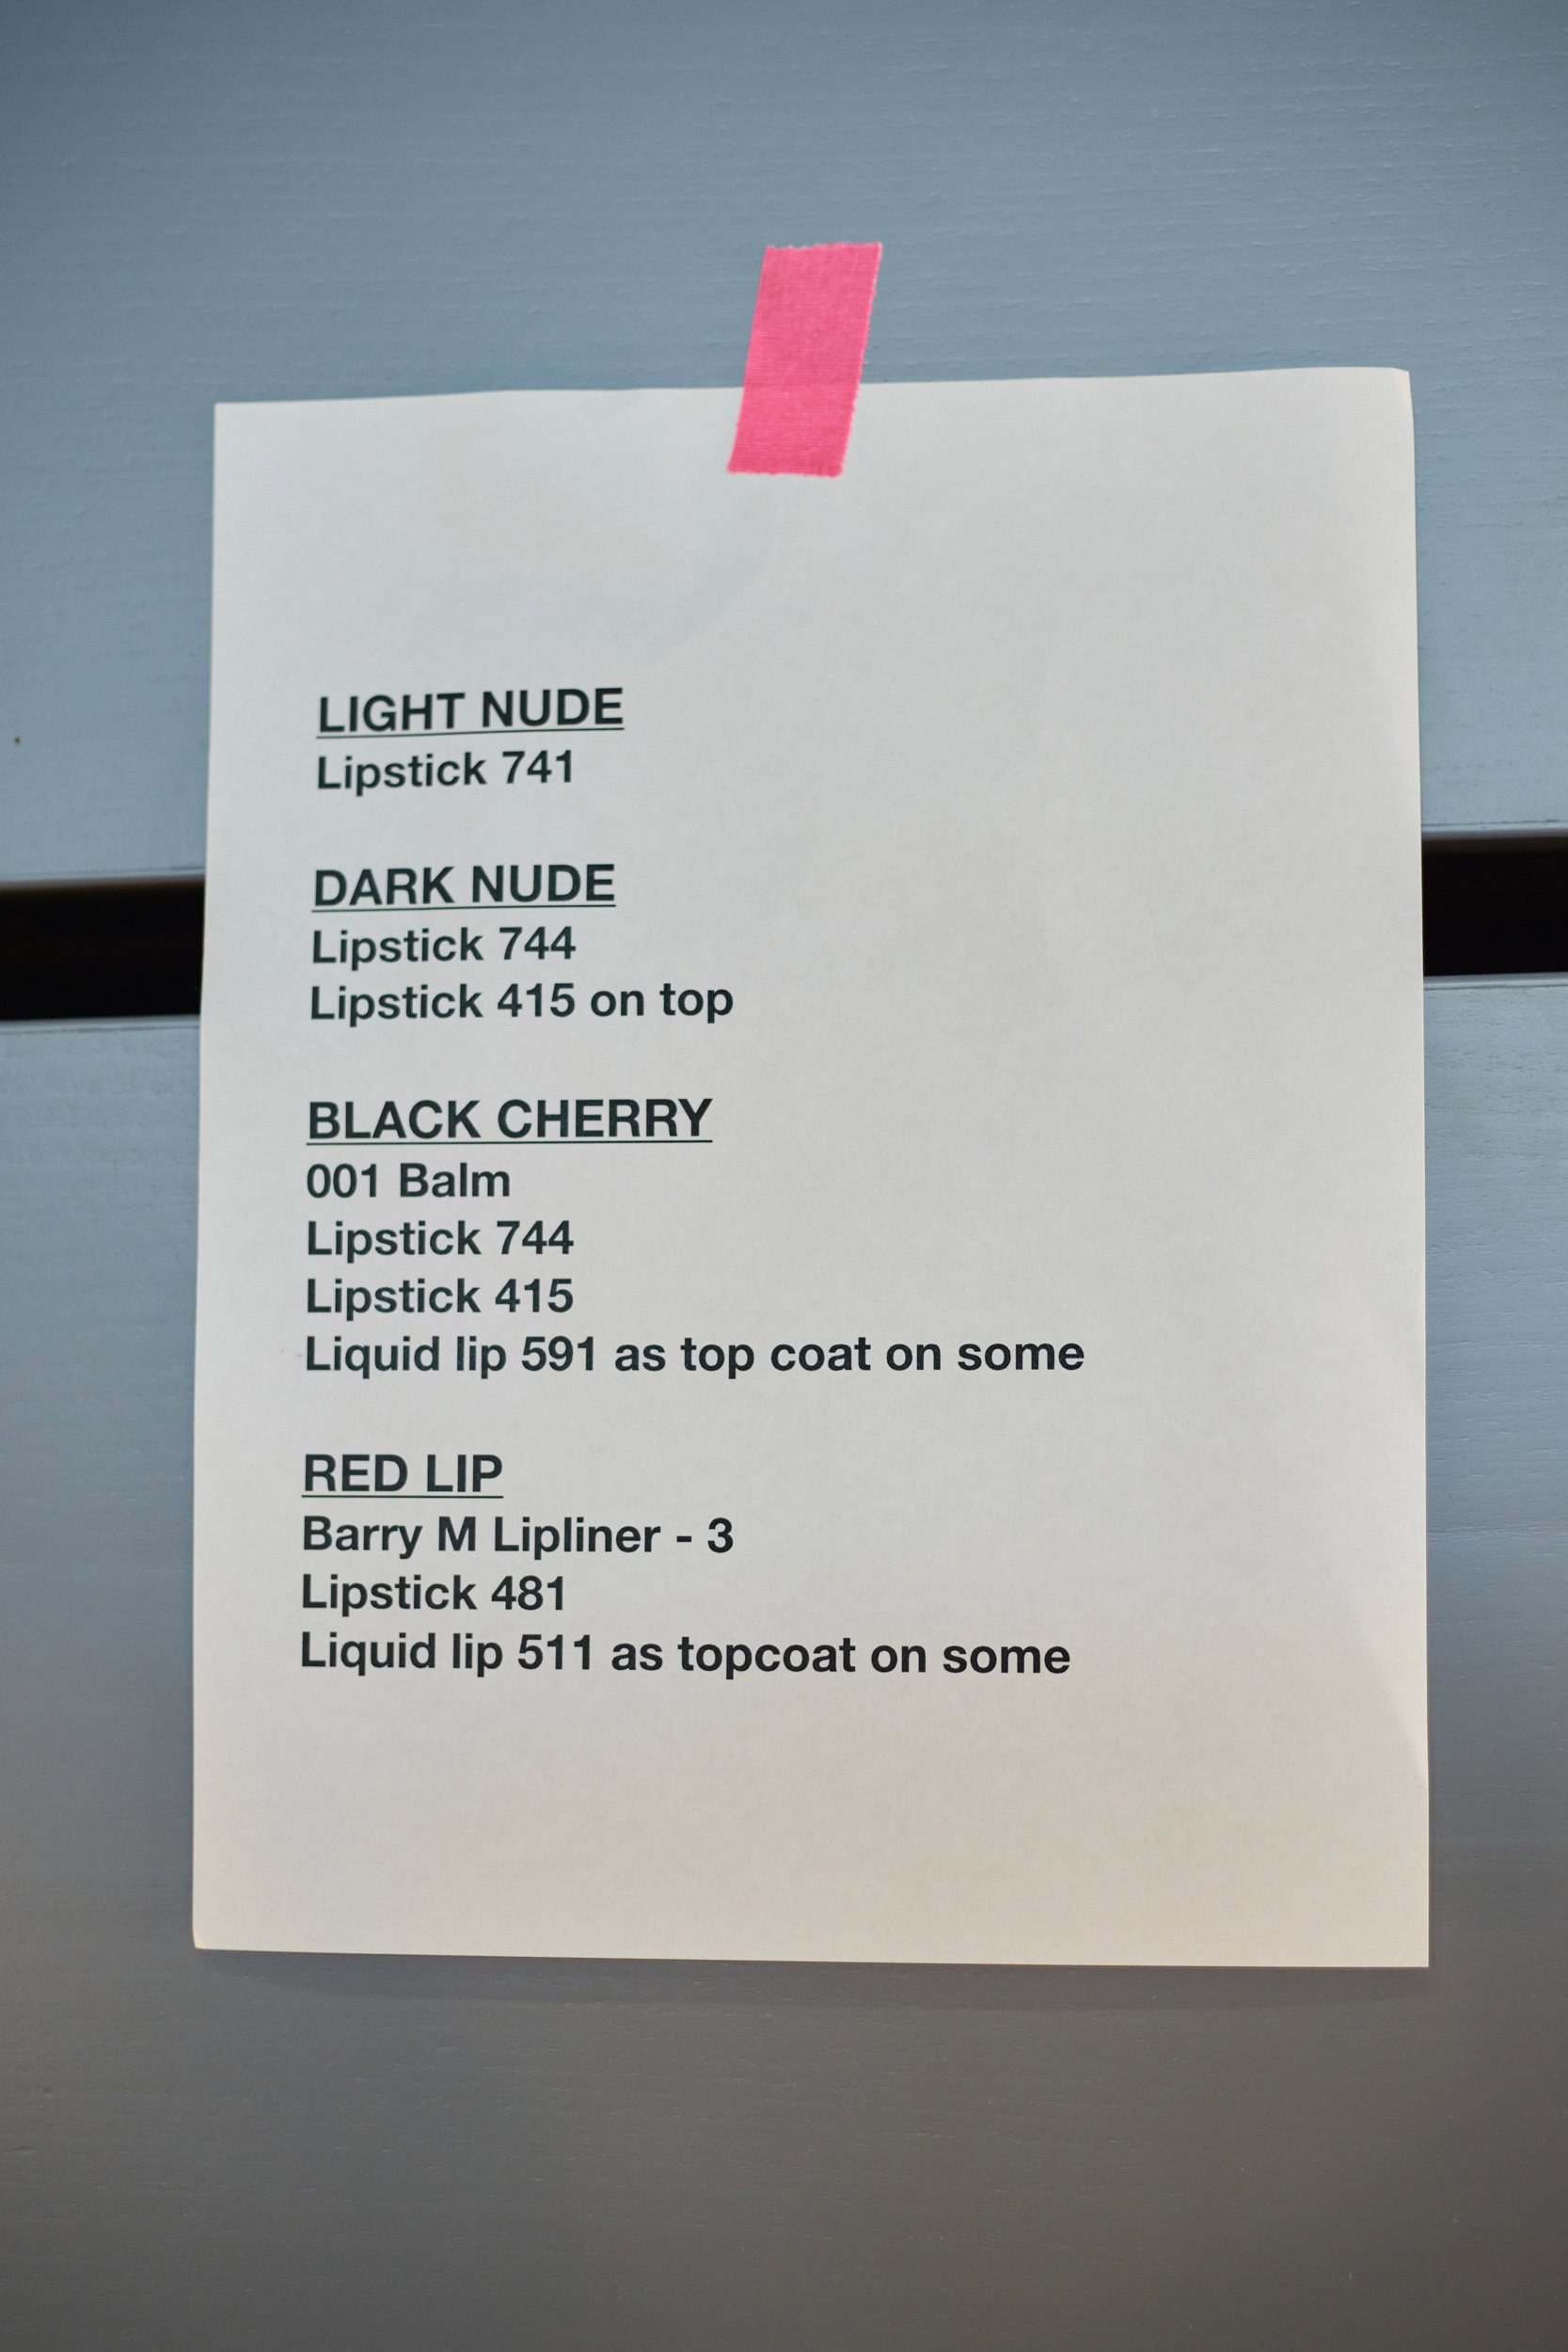 LIGHT NUDE
Lipstick 741
DARK NUDE
Lipstick 744
Lipstick 415 on top
BLACK CHERRY
001 Balm
Lipstick 744
Lipstick 415
Liquid lip 591 as top coat on some
RED LIP
Barry M Lipliner - 3
Lipstick 481
Liquid lip 511 as topcoat on some